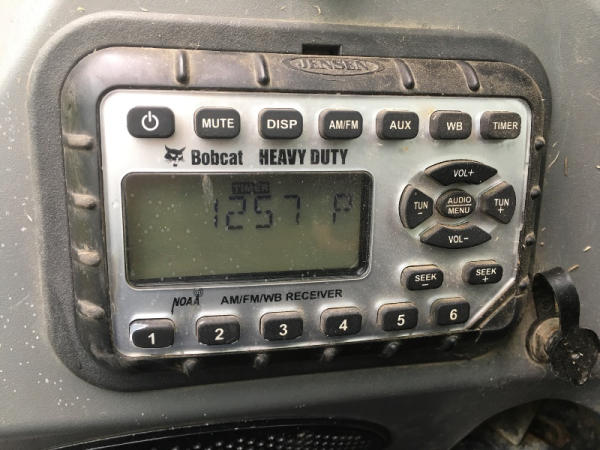 JENSEN
MUTE DISP AM/FM AUX WB TIMER
Bobcat HEAVY DUTY
VOL+
TIMER
1257 P
TUN - AUDIO/MENU TUN +
VOL-
SEEK - SEEK +
NOAA AM/FM/WB RECEIVER
1 2 3 4 5 6